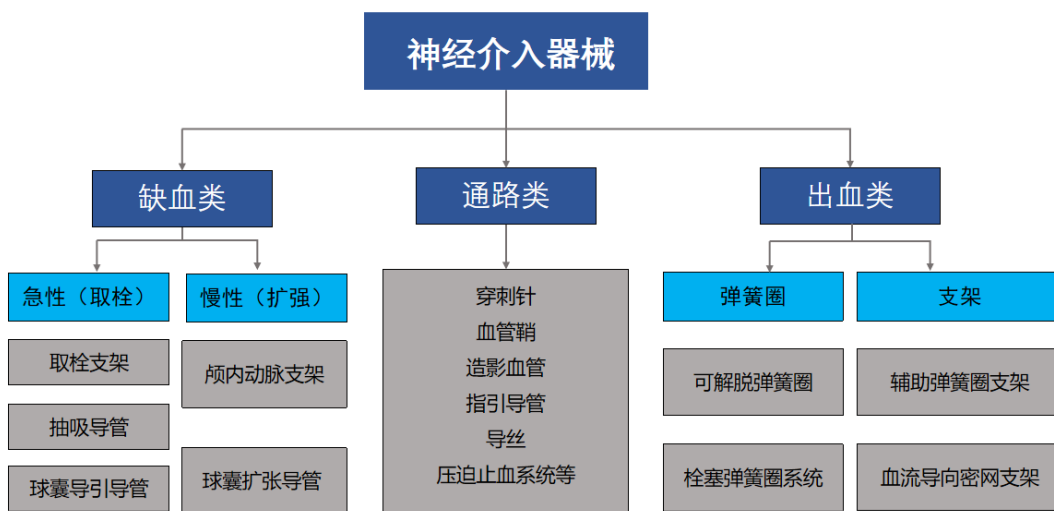 神经介入器械
缺血类
通路类
出血类
急性（取栓）
慢性（扩强）
弹簧圈
支架
取栓支架
抽吸导管
球囊导引导管
颅内动脉支架
球囊扩张导管
穿刺针
血管鞘
造影血管
指引导管
导丝
压迫止血系统等
可解脱弹簧圈
栓塞弹簧圈系统
辅助弹簧圈支架
血流导向密网支架